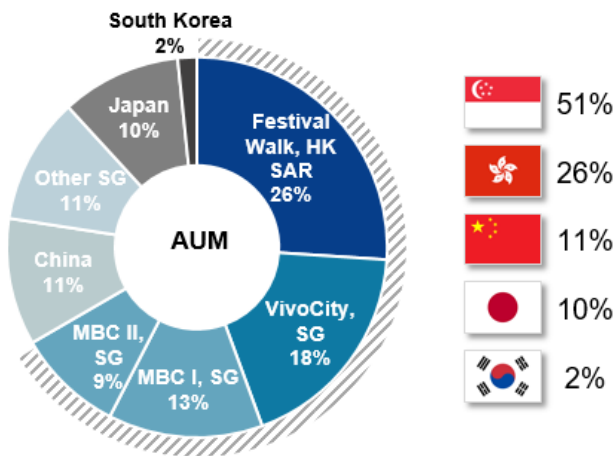 South Korea
2%
Festival
Walk, HK
SAR
26%
VivoCity,
SG
18%
MBC I, SG
13%
MBC II,
SG
9%
China
11%
Other SG
11%
Japan
10%
AUM
51%
26%
11%
10%
2%